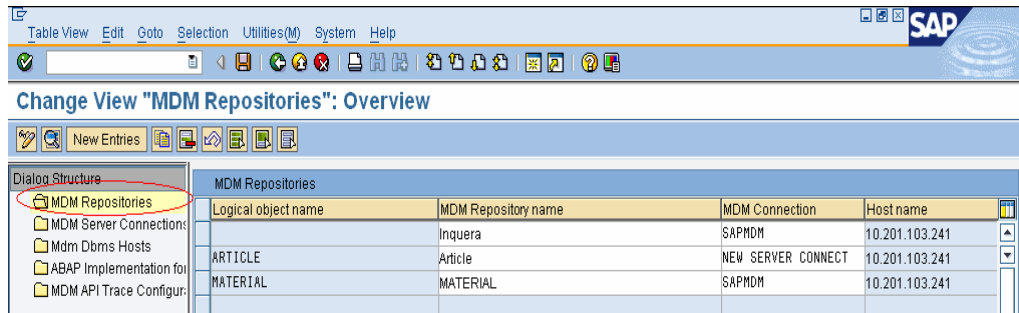 Table View Edit Goto Selection Utilities(M) System Help
SAP
Change View "MDM Repositories": Overview
New Entries
Dialog Structure
MDM Repositories
MDM Server Connections
Mdm Dbms Hosts
ABAP Implementation for
MDM API Trace Configur
MDM Repositories
Logical object name MDM Repository name MDM Connection Host name
Inquera SAPMDM 10.201.103.241
ARTICLE Article NEW SERVER CONNECT 10.201.103.241
MATERIAL MATERIAL SAPMDM 10.201.103.241